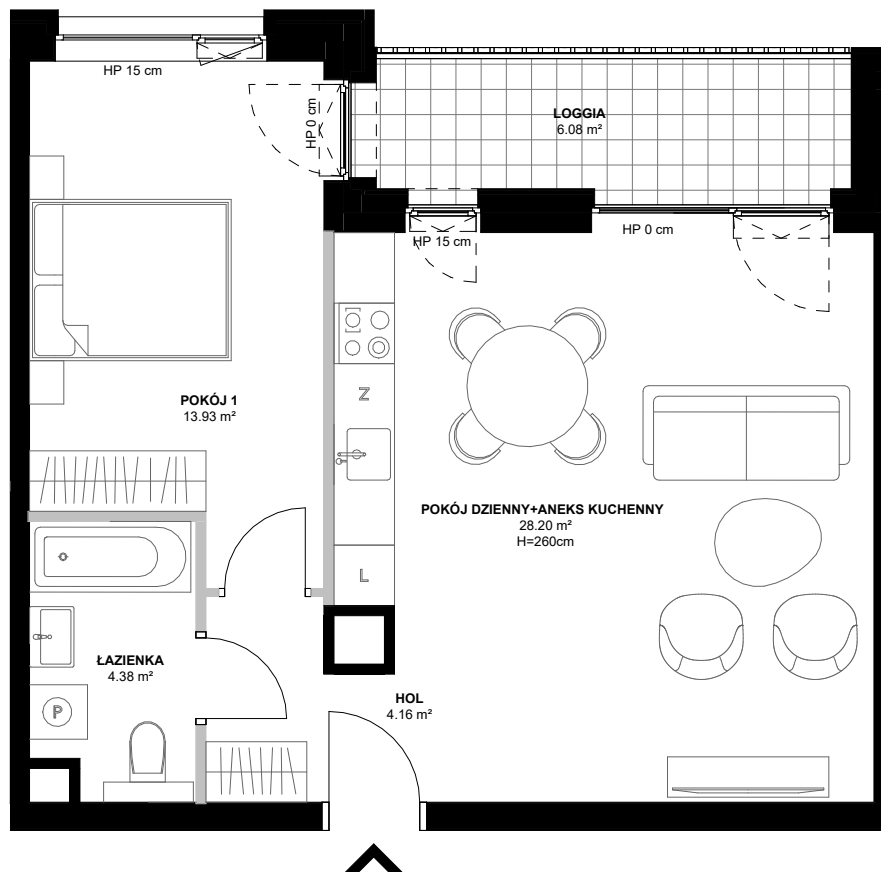 HP 15 cm
HP 0 cm
LOGGIA
6.08 m²
HP 15 cm
HP 0 cm
Z
POKÓJ 1
13.93 m²
POKÓJ DZIENNY+ANEKS KUCHENNY
28.20 m²
H=260cm
L
ŁAZIENKA
4.38 m²
P
HOL
4.16 m²